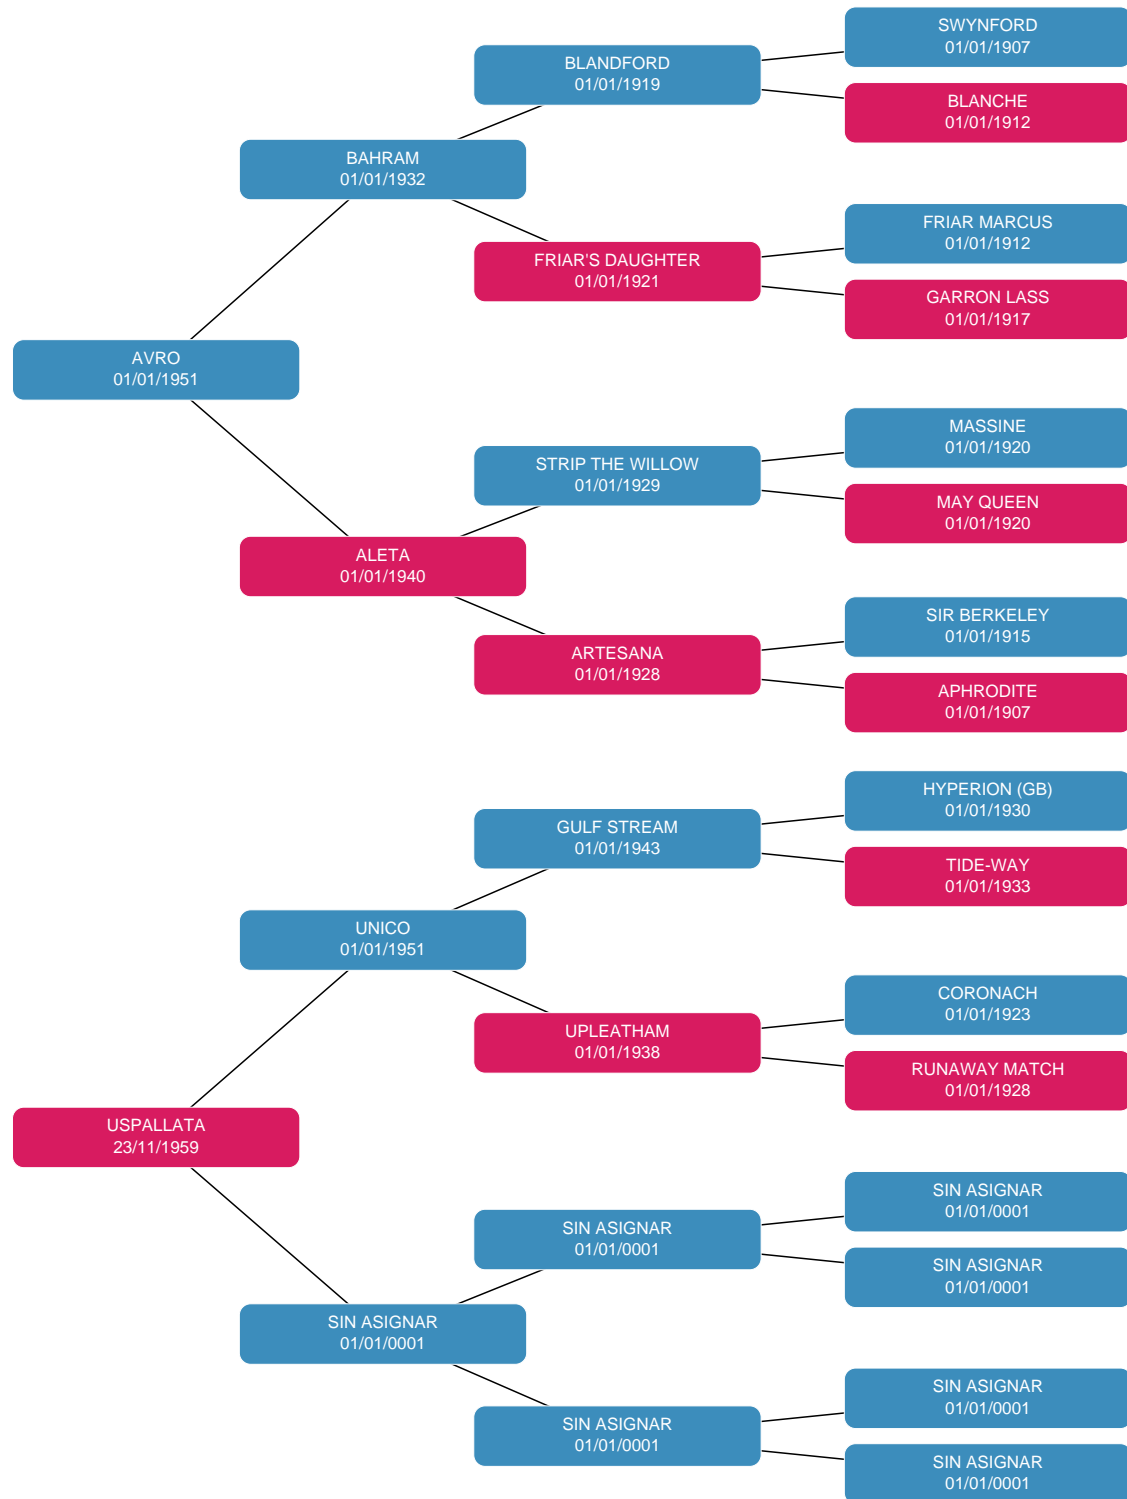 SWYNFORD
01/01/1907
BLANDFORD
01/01/1919
BLANCHE
01/01/1912
BAHRAM
01/01/1932
FRIAR MARCUS
01/01/1912
FRIAR'S DAUGHTER
01/01/1921
GARRON LASS
01/01/1917
AVRO
01/01/1951
MASSINE
01/01/1920
STRIP THE WILLOW
01/01/1929
MAY QUEEN
01/01/1920
ALETA
01/01/1940
SIR BERKELEY
01/01/1915
ARTESANA
01/01/1928
APHRODITE
01/01/1907
HYPERION (GB)
01/01/1930
GULF STREAM
01/01/1943
TIDE-WAY
01/01/1933
UNICO
01/01/1951
CORONACH
01/01/1923
UPLEATHAM
01/01/1938
RUNAWAY MATCH
01/01/1928
USPALLATA
23/11/1959
SIN ASIGNAR
01/01/0001
SIN ASIGNAR
01/01/0001
SIN ASIGNAR
01/01/0001
SIN ASIGNAR
01/01/0001
SIN ASIGNAR
01/01/0001
SIN ASIGNAR
01/01/0001
SIN ASIGNAR
01/01/0001